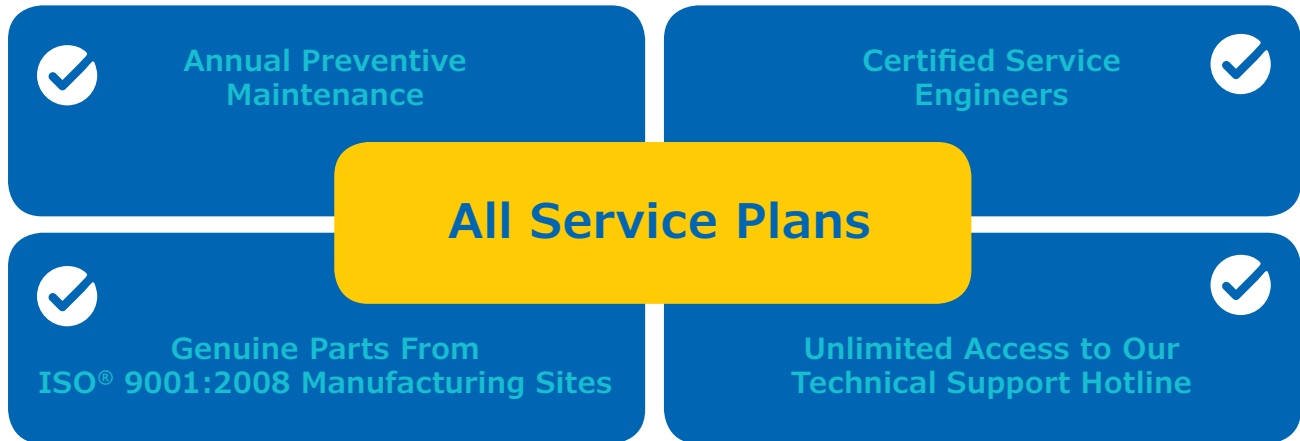 Annual Preventive
Maintenance
Certified Service
Engineers
All Service Plans
Genuine Parts From
ISO® 9001:2008 Manufacturing Sites
Unlimited Access to Our
Technical Support Hotline